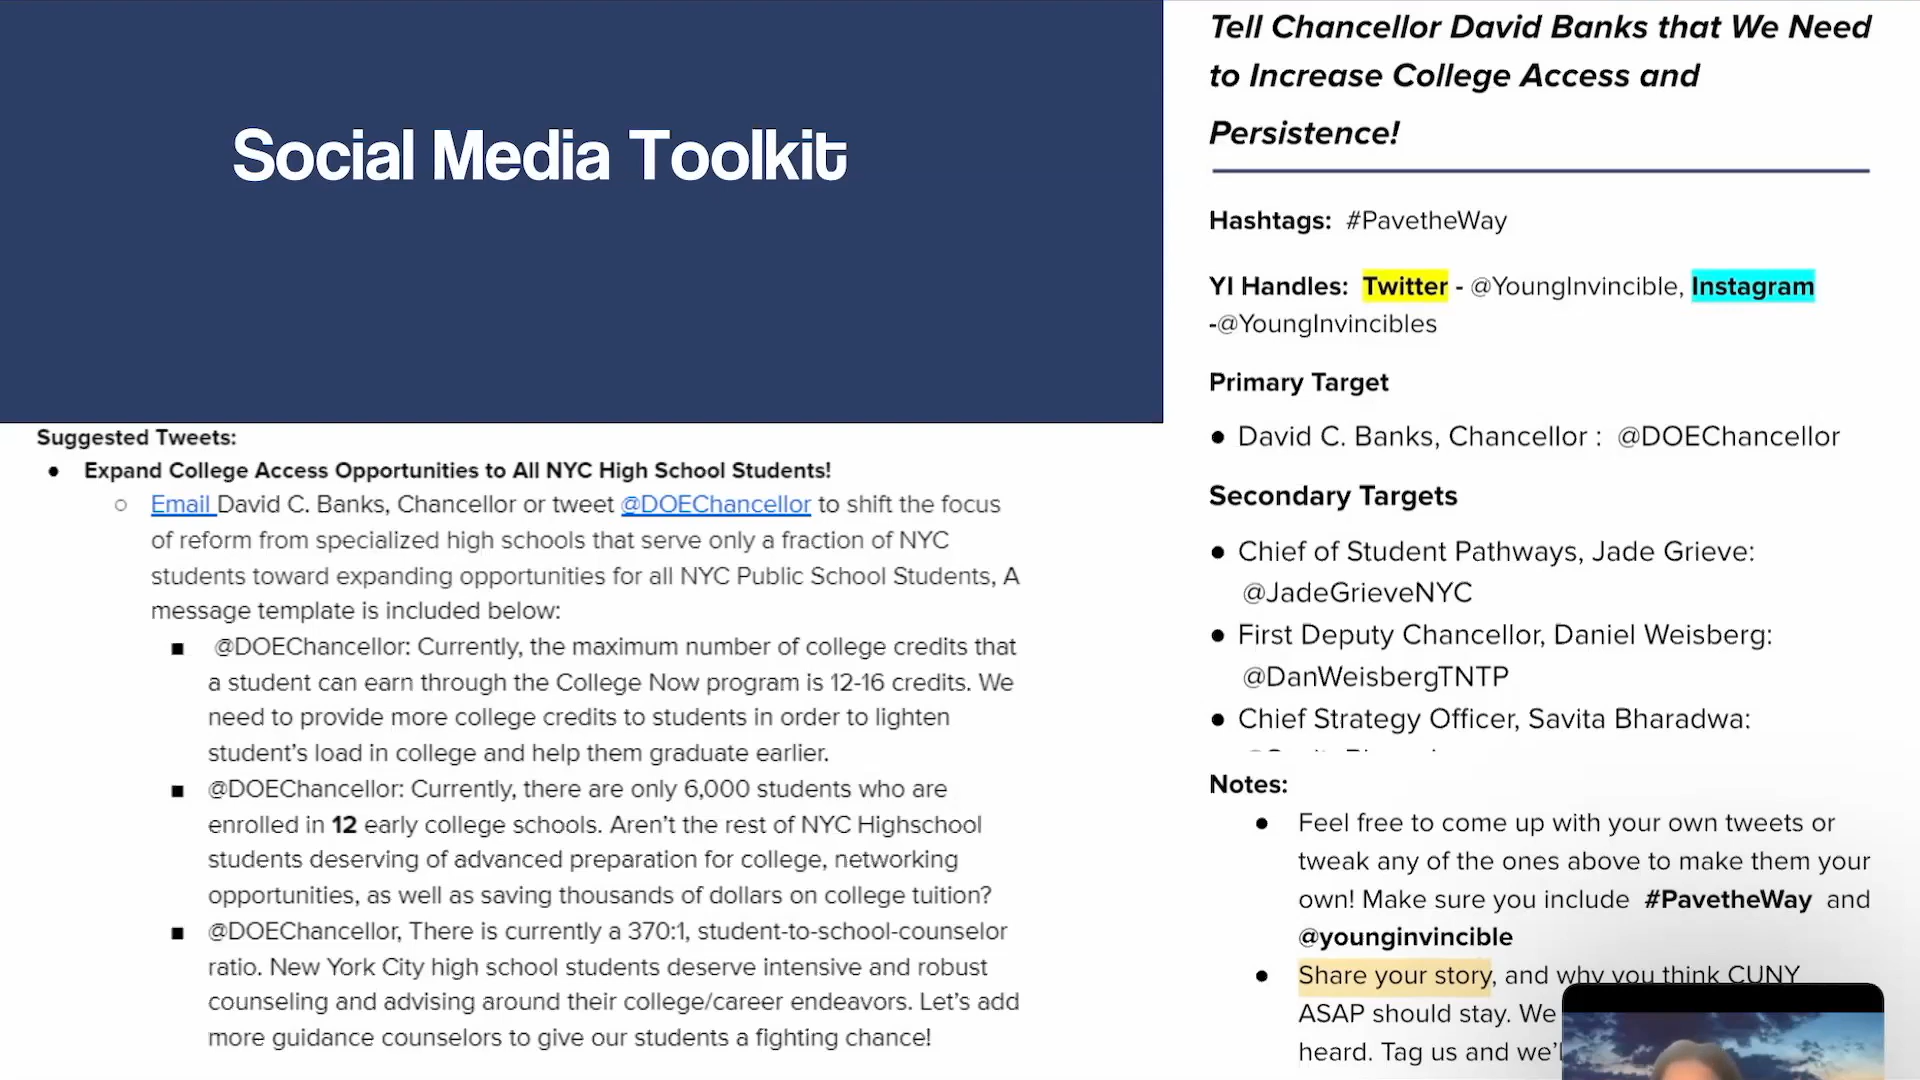 Social Media Toolkit
Suggested Tweets:
● Expand College Access Opportunities to All NYC High School Students!
○ Email David C. Banks, Chancellor or tweet @DOEChancellor to shift the focus
of reform from specialized high schools that serve only a fraction of NYC
students toward expanding opportunities for all NYC Public School Students, A
message template is included below:
■ @DOEChancellor: Currently, the maximum number of college credits that
a student can earn through the College Now program is 12-16 credits. We
need to provide more college credits to students in order to lighten
student's load in college and help them graduate earlier.
■ @DOEChancellor: Currently, there are only 6,000 students who are
enrolled in 12 early college schools. Aren't the rest of NYC Highschool
students deserving of advanced preparation for college, networking
opportunities, as well as saving thousands of dollars on college tuition?
■ @DOEChancellor, There is currently a 370:1, student-to-school-counselor
ratio. New York City high school students deserve intensive and robust
counseling and advising around their college/career endeavors. Let's add
more guidance counselors to give our students a fighting chance!
Tell Chancellor David Banks that We Need
to Increase College Access and
Persistence!
Hashtags: #PavetheWay
YI Handles: Twitter - @YoungInvincible, Instagram
-@YoungInvincibles
Primary Target
● David C. Banks, Chancellor : @DOEChancellor
Secondary Targets
● Chief of Student Pathways, Jade Grieve:
@JadeGrieveNYC
● First Deputy Chancellor, Daniel Weisberg:
@DanWeisbergTNTP
● Chief Strategy Officer, Savita Bharadwa:
Notes:
● Feel free to come up with your own tweets or
tweak any of the ones above to make them your
own! Make sure you include #PavetheWay and
@younginvincible
● Share your story, and why you think CUNY
ASAP should stay. We
heard. Tag us and we'l